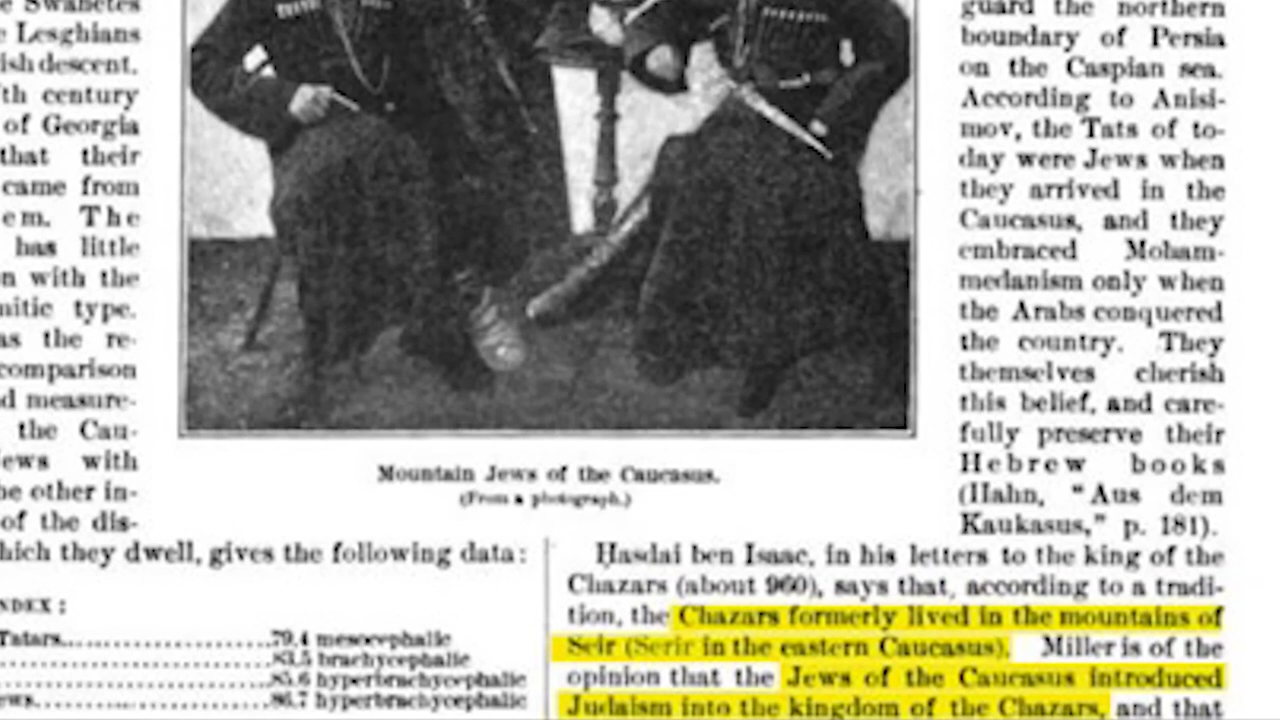 e Swanetes
e Lesghians
ish descent.
th century
of Georgia
that their
came from
em. The
has little
n with the
nitic type.
as the re-
comparison
d measure-
the Cau-
ews with
he other in-
of the dis-
hich they dwell, gives the following data:
NDEX:
Tatars..............................79.4 mesocephalic
..............................83.5 brachycephalic
..............................85.6 hyperbrachycephalic
ews..............................86.7 hyperbrachycephalic
Mountain Jews of the Caucasus.
(From a photograph.)
guard the northern
boundary of Persia
on the Caspian sea.
According to Anisi-
mov, the Tats of to-
day were Jews when
they arrived in the
Caucasus, and they
embraced Moham-
medanism only when
the Arabs conquered
the country. They
themselves cherish
this belief, and care-
fully preserve their
Hebrew books
(Hahn, "Aus dem
Kaukasus," p. 181).
Ḥasdai ben Isaac, in his letters to the king of the
Chazars (about 960), says that, according to a tradi-
tion, the Chazars formerly lived in the mountains of
Seir (Serir in the eastern Caucasus). Miller is of the
opinion that the Jews of the Caucasus introduced
Judaism into the kingdom of the Chazars, and that